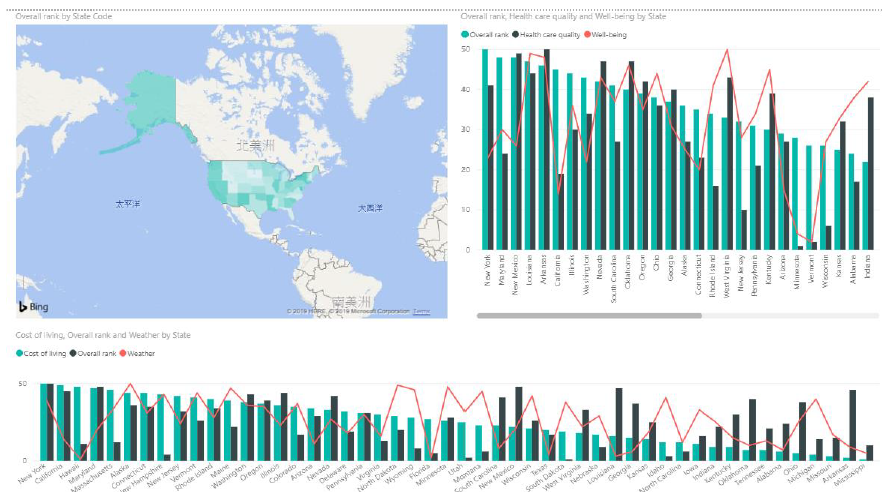 Overall rank by State Code
北美洲
太平洋
大西洋
南美洲
Bing
© 2019 HERE, © 2019 Microsoft Corporation Terms
Overall rank, Health care quality and Well-being by State
Overall rank Health care quality Well-being
50
40
30
20
10
0
New York
Maryland
New Mexico
Louisiana
Arkansas
California
Illinois
Washington
Nevada
South Carolina
Oklahoma
Oregon
Ohio
Georgia
Alaska
Connecticut
Rhode Island
West Virginia
New Jersey
Pennsylvania
Kentucky
Arizona
Minnesota
Vermont
Wisconsin
Kansas
Alabama
Indiana
Cost of living, Overall rank and Weather by State
Cost of living Overall rank Weather
50
0
New York
California
Hawaii
Maryland
Massachusetts
Alaska
Connecticut
New Hampshire
New Jersey
Vermont
Rhode Island
Maine
Washington
Oregon
Illinois
Colorado
Arizona
Nevada
Delaware
Pennsylvania
Virginia
North Dakota
Wyoming
Florida
Minnesota
Utah
Montana
South Carolina
New Mexico
Wisconsin
Texas
South Dakota
West Virginia
Nebraska
Louisiana
Georgia
Kansas
Idaho
North Carolina
Iowa
Indiana
Kentucky
Oklahoma
Tennessee
Alabama
Ohio
Michigan
Missouri
Arkansas
Mississippi